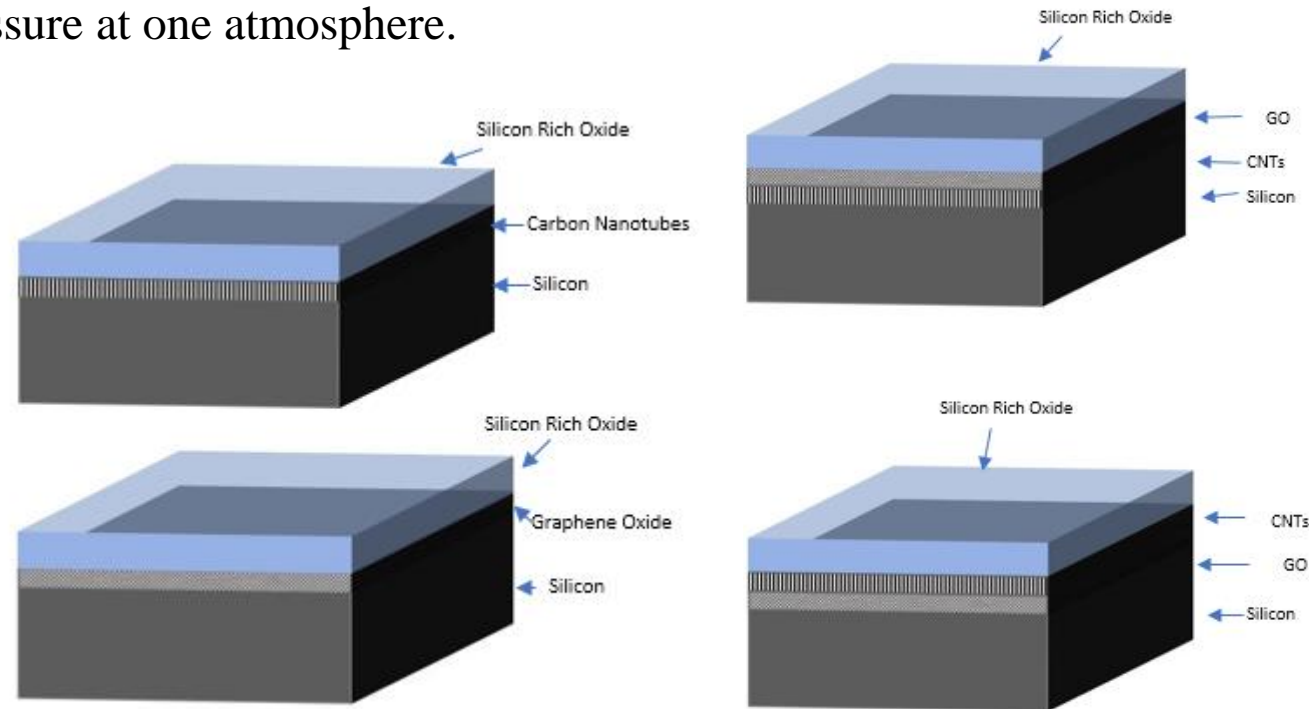 ssure at one atmosphere.
Silicon Rich Oxide
Carbon Nanotubes
Silicon
Silicon Rich Oxide
GO
CNTs
Silicon
Silicon Rich Oxide
Graphene Oxide
Silicon
Silicon Rich Oxide
CNTs
GO
Silicon